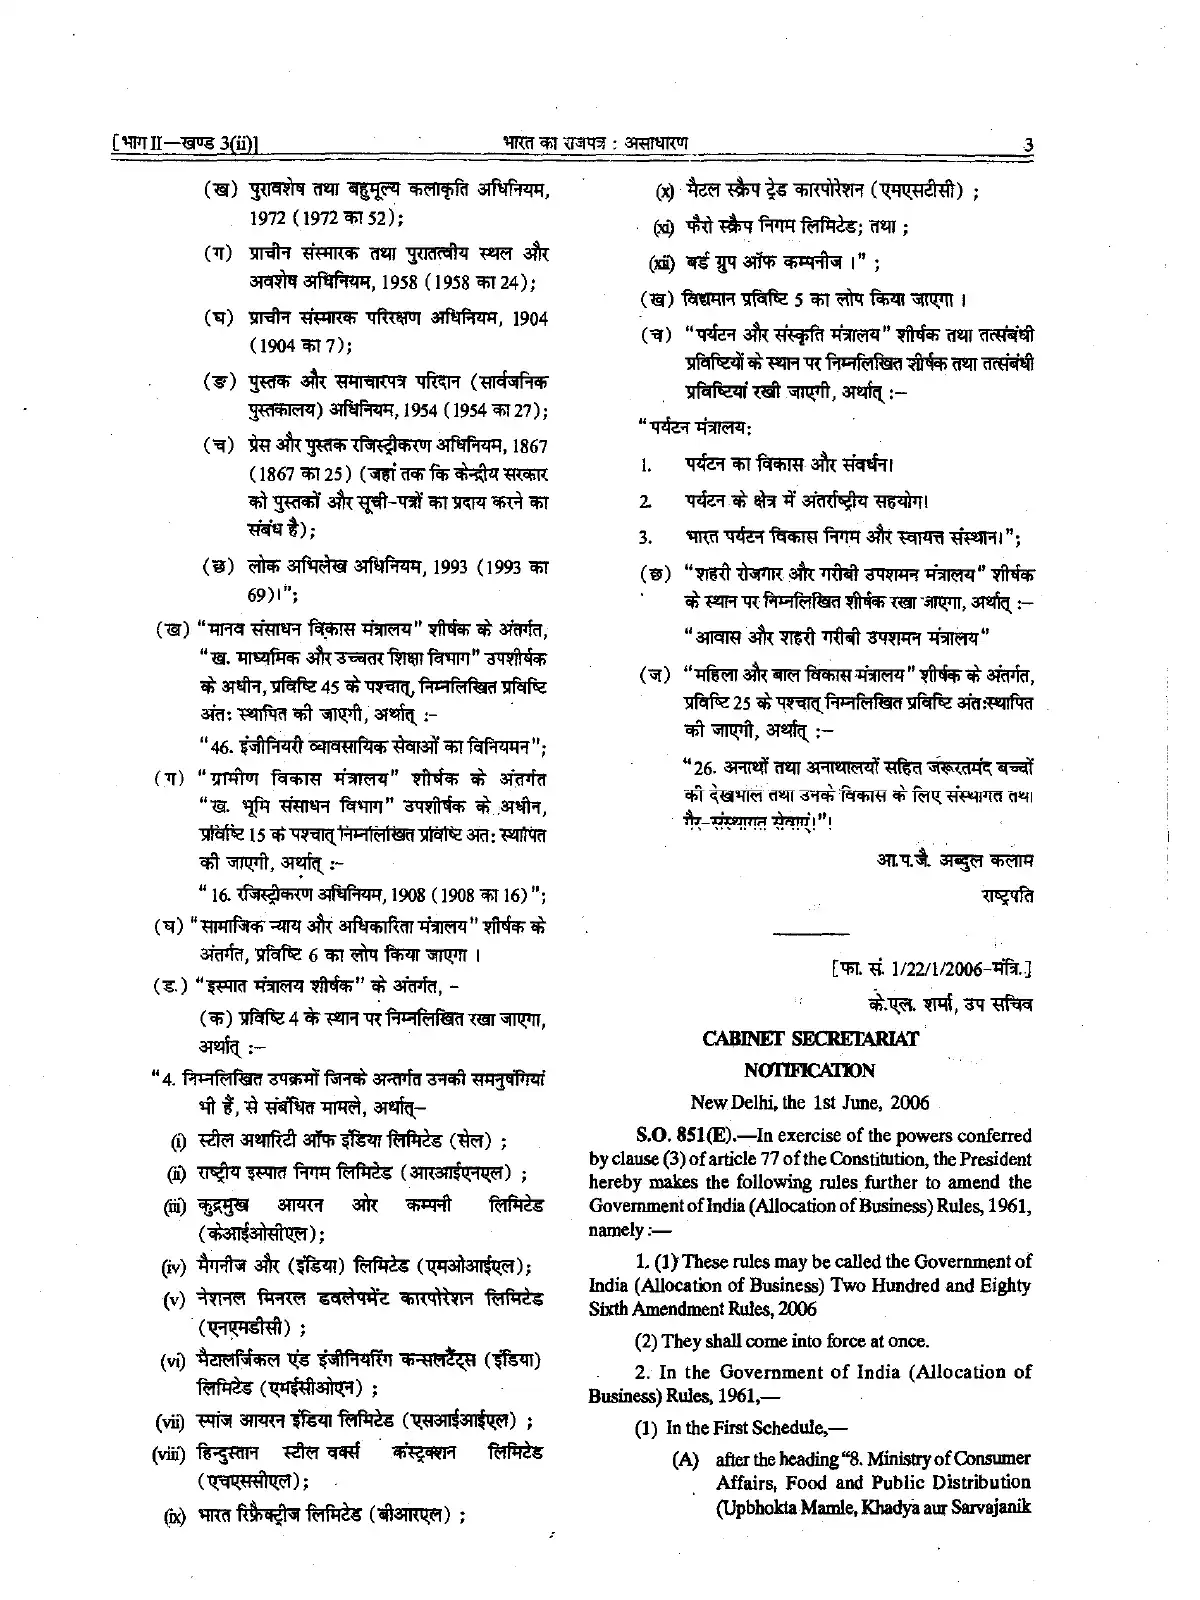 [भाग II—खण्ड 3(ii)]
भारत का राजपत्र : असाधारण
3
(ख) पुरावशेष तथा बहुमूल्य कलाकृति अधिनियम,
1972 (1972 का 52);
(ग) प्राचीन संस्मारक तथा पुरातत्वीय स्थल और
अवशेष अधिनियम, 1958 (1958 का 24);
(घ) प्राचीन संस्मारक परिरक्षण अधिनियम, 1904
(1904 का 7);
(ङ) पुस्तक और समाचारपत्र परिदान (सार्वजनिक
पुस्तकालय) अधिनियम, 1954 (1954 का 27);
(च) प्रेस और पुस्तक रजिस्ट्रीकरण अधिनियम, 1867
(1867 का 25) (जहां तक कि केन्द्रीय सरकार
को पुस्तकों और सूची-पत्रों का प्रदाय करने का
संबंध है);
(छ) लोक अभिलेख अधिनियम, 1993 (1993 का
69)।";
(ख) "मानव संसाधन विकास मंत्रालय" शीर्षक के अंतर्गत,
"ख. माध्यमिक और उच्चतर शिक्षा विभाग" उपशीर्षक
के अधीन, प्रविष्टि 45 के पश्चात्, निम्नलिखित प्रविष्टि
अंत: स्थापित की जाएगी, अर्थात् :-
"46. इंजीनियरी व्यावसायिक सेवाओं का विनियमन";
(ग) "ग्रामीण विकास मंत्रालय" शीर्षक के अंतर्गत
"ख. भूमि संसाधन विभाग" उपशीर्षक के अधीन,
प्रविष्टि 15 के पश्चात् निम्नलिखित प्रविष्टि अत: स्थापित
की जाएगी, अर्थात् :-
"16. रजिस्ट्रीकरण अधिनियम, 1908 (1908 का 16)";
(घ) "सामाजिक न्याय और अधिकारिता मंत्रालय" शीर्षक के
अंतर्गत, प्रविष्टि 6 का लोप किया जाएगा ।
(ड.) "इस्पात मंत्रालय शीर्षक" के अंतर्गत, -
(क) प्रविष्टि 4 के स्थान पर निम्नलिखित रखा जाएगा,
अर्थात् :-
"4. निम्नलिखित उपक्रमों जिनके अन्तर्गत उनकी समनुषंगियां
भी हैं, से संबंधित मामले, अर्थात्-
(i) स्टील अथारिटी ऑफ इंडिया लिमिटेड (सेल) ;
(ii) राष्ट्रीय इस्पात निगम लिमिटेड (आरआईएनएल) ;
(iii) कुद्रमुख आयरन ओर कम्पनी लिमिटेड
(केआईओसीएल);
(iv) मैगनीज और (इंडिया) लिमिटेड (एमओआईएल);
(v) नेशनल मिनरल डवलेपमेंट कारपोरेशन लिमिटेड
(एनएमडीसी) ;
(vi) मैटालर्जिकल एंड इंजीनियरिंग कन्सलटैंट्स (इंडिया)
लिमिटेड (एमईसीओएन) ;
(vii) स्पांज आयरन इंडिया लिमिटेड (एसआईआईएल) ;
(viii) हिन्दुस्तान स्टील वर्क्स कंस्ट्रक्शन लिमिटेड
(एचएससीएल);
(ix) भारत रिफ्रैक्ट्रीज लिमिटेड (बीआरएल) ;
(x) मैटल स्क्रैप ट्रेड कारपोरेशन (एमएसटीसी) ;
(xi) फैरो स्क्रैप निगम लिमिटेड; तथा ;
(xii) बर्ड ग्रुप ऑफ कम्पनीज ।" ;
(ख) विद्यमान प्रविष्टि 5 का लोप किया जाएगा ।
(च) "पर्यटन और संस्कृति मंत्रालय" शीर्षक तथा तत्संबंधी
प्रविष्टियों के स्थान पर निम्नलिखित शीर्षक तथा तत्संबंधी
प्रविष्टियां रखी जाएगी, अर्थात् :-
"पर्यटन मंत्रालय:
1. पर्यटन का विकास और संवर्धन।
2. पर्यटन के क्षेत्र में अंतर्राष्ट्रीय सहयोग।
3. भारत पर्यटन विकास निगम और स्वायत्त संस्थान।";
(छ) "शहरी रोजगार और गरीबी उपशमन मंत्रालय" शीर्षक
के स्थान पर निम्नलिखित शीर्षक रखा जाएगा, अर्थात् :-
"आवास और शहरी गरीबी उपशमन मंत्रालय"
(ज) "महिला और बाल विकास मंत्रालय" शीर्षक के अंतर्गत,
प्रविष्टि 25 के पश्चात् निम्नलिखित प्रविष्टि अंत:स्थापित
की जाएगी, अर्थात् :-
"26. अनाथों तथा अनाथालयों सहित जरूरतमंद बच्चों
की देखभाल तथा उनके विकास के लिए संस्थागत तथा
गैर-संस्थागत सेवाएं।"।
आ.प.जै. अब्दुल कलाम
राष्ट्रपति
[फा. सं. 1/22/1/2006-मंत्रि.]
के.एल. शर्मा, उप सचिव
CABINET SECRETARIAT
NOTIFICATION
New Delhi, the 1st June, 2006
S.O. 851(E).—In exercise of the powers conferred
by clause (3) of article 77 of the Constitution, the President
hereby makes the following rules further to amend the
Government of India (Allocation of Business) Rules, 1961,
namely :—
1. (1) These rules may be called the Government of
India (Allocation of Business) Two Hundred and Eighty
Sixth Amendment Rules, 2006
(2) They shall come into force at once.
2. In the Government of India (Allocation of
Business) Rules, 1961,—
(1) In the First Schedule,—
(A) after the heading "8. Ministry of Consumer
Affairs, Food and Public Distribution
(Upbhokta Mamle, Khadya aur Sarvajanik